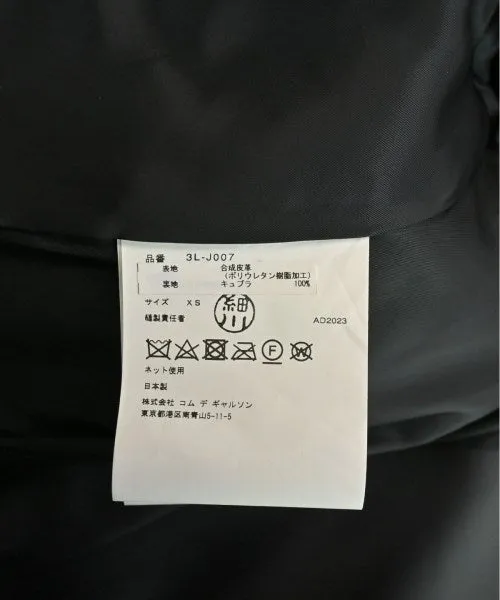 品番 3L-J007
表地 合成皮革
(ポリウレタン樹脂加工)
裏地 キュプラ 100%
サイズ XS
細川
縫製責任者 AD2023
F W
ネット使用
日本製
株式会社 コム デ ギャルソン
東京都港区南青山5-11-5